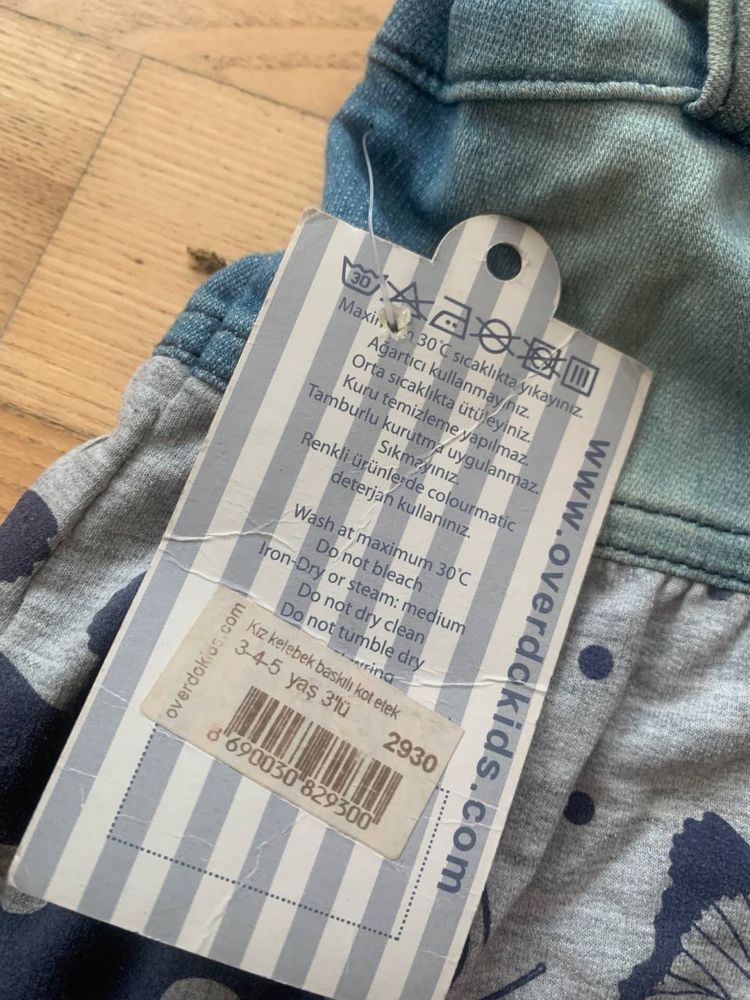 30
Maximum 30°C sıcaklıkta yıkayınız.
Ağartıcı kullanmayınız.
Orta sıcaklıkta ütüleyiniz.
Kuru temizleme yapılmaz.
Tamburlu kurutma uygulanmaz.
Sıkmayınız.
Renkli ürünlerde colourmatic
deterjan kullanınız.
Wash at maximum 30°C
Do not bleach
Iron-Dry or steam: medium
Do not dry clean
Do not tumble dry
wring
www.overdokids.com
overdokids.com
Kız kelebek baskılı kot etek
3-4-5 yaş 3'lü
2930
8 690030 829300